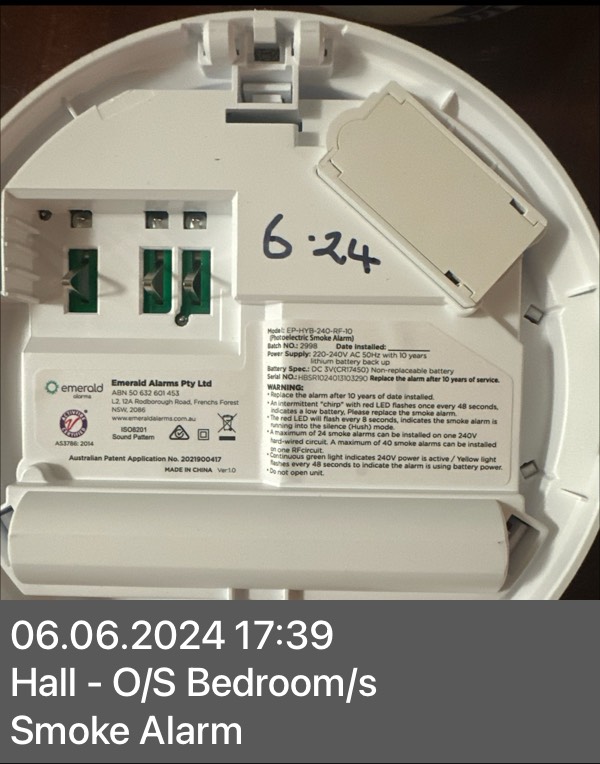 6.24
Model: EP-HYB-240-RF-10
(Photoelectric Smoke Alarm)
Batch NO.: 2998 Date Installed:
Power Supply: 220-240V AC 50Hz with 10 years
lithium battery back up
Battery Spec.: DC 3V(CR17450) Non-replaceable battery
Serial NO.: HBSR1024013103290 Replace the alarm after 10 years of service.
WARNING:
• Replace the alarm after 10 years of date installed.
• An intermittent "chirp" with red LED flashes once every 48 seconds,
indicates a low battery, Please replace the smoke alarm.
• The red LED will flash every 8 seconds, indicates the smoke alarm is
running into the silence (Hush) mode.
• A maximum of 24 smoke alarms can be installed on one 240V
hard-wired circuit. A maximum of 40 smoke alarms can be installed
on one RFcircuit.
• Continuous green light indicates 240V power is active / Yellow light
flashes every 48 seconds to indicate the alarm is using battery power.
• Do not open unit.
emerald
alarms
Emerald Alarms Pty Ltd
ABN 50 632 601 453
L2, 12A Rodborough Road, Frenchs Forest
NSW, 2086
www.emeraldalarms.com.au
ISO8201
Sound Pattern
AS3786: 2014
Australian Patent Application No. 2021900417
MADE IN CHINA Ver1.0
06.06.2024 17:39
Hall - O/S Bedroom/s
Smoke Alarm